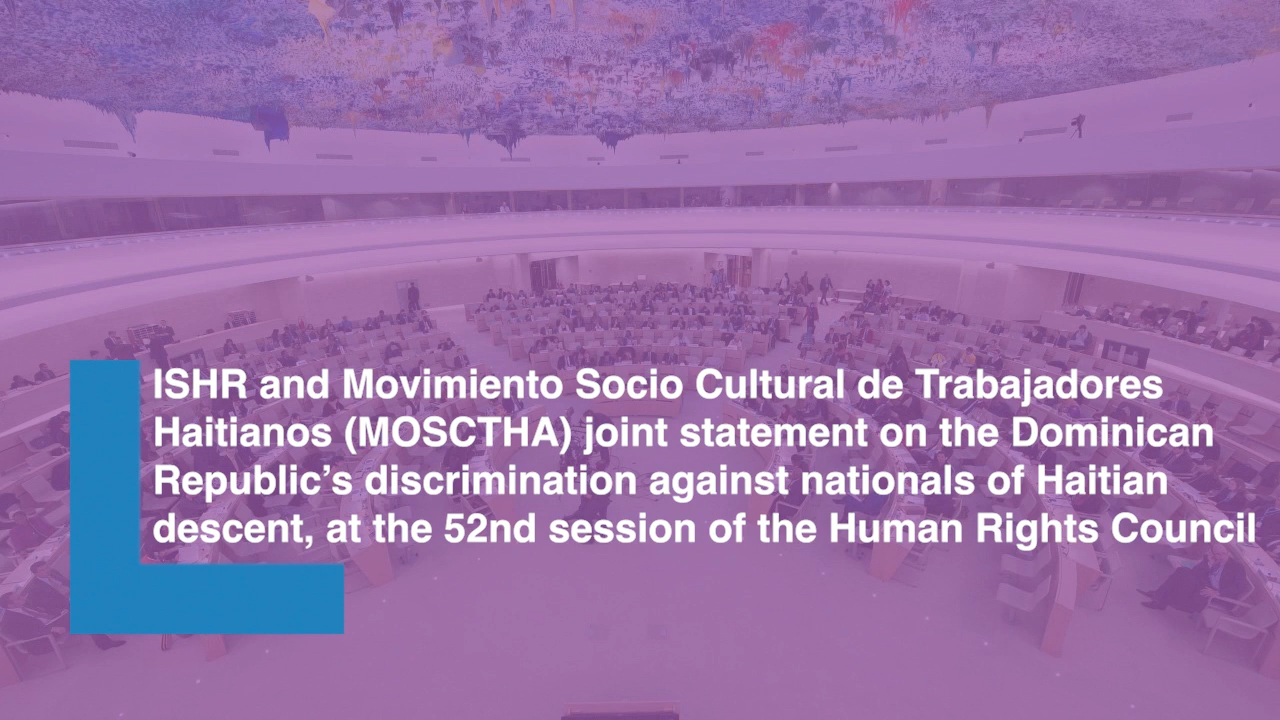 ISHR and Movimiento Socio Cultural de Trabajadores
Haitianos (MOSCTHA) joint statement on the Dominican
Republic’s discrimination against nationals of Haitian
descent, at the 52nd session of the Human Rights Council